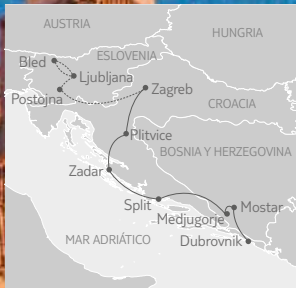 AUSTRIA
HUNGRIA
ESLOVENIA
Bled
Ljubljana
Postojna
Zagreb
CROACIA
Plitvice
BOSNIA Y HERZEGOVINA
Zadar
Split
Mostar
Medjugorje
MAR ADRIÁTICO
Dubrovnik